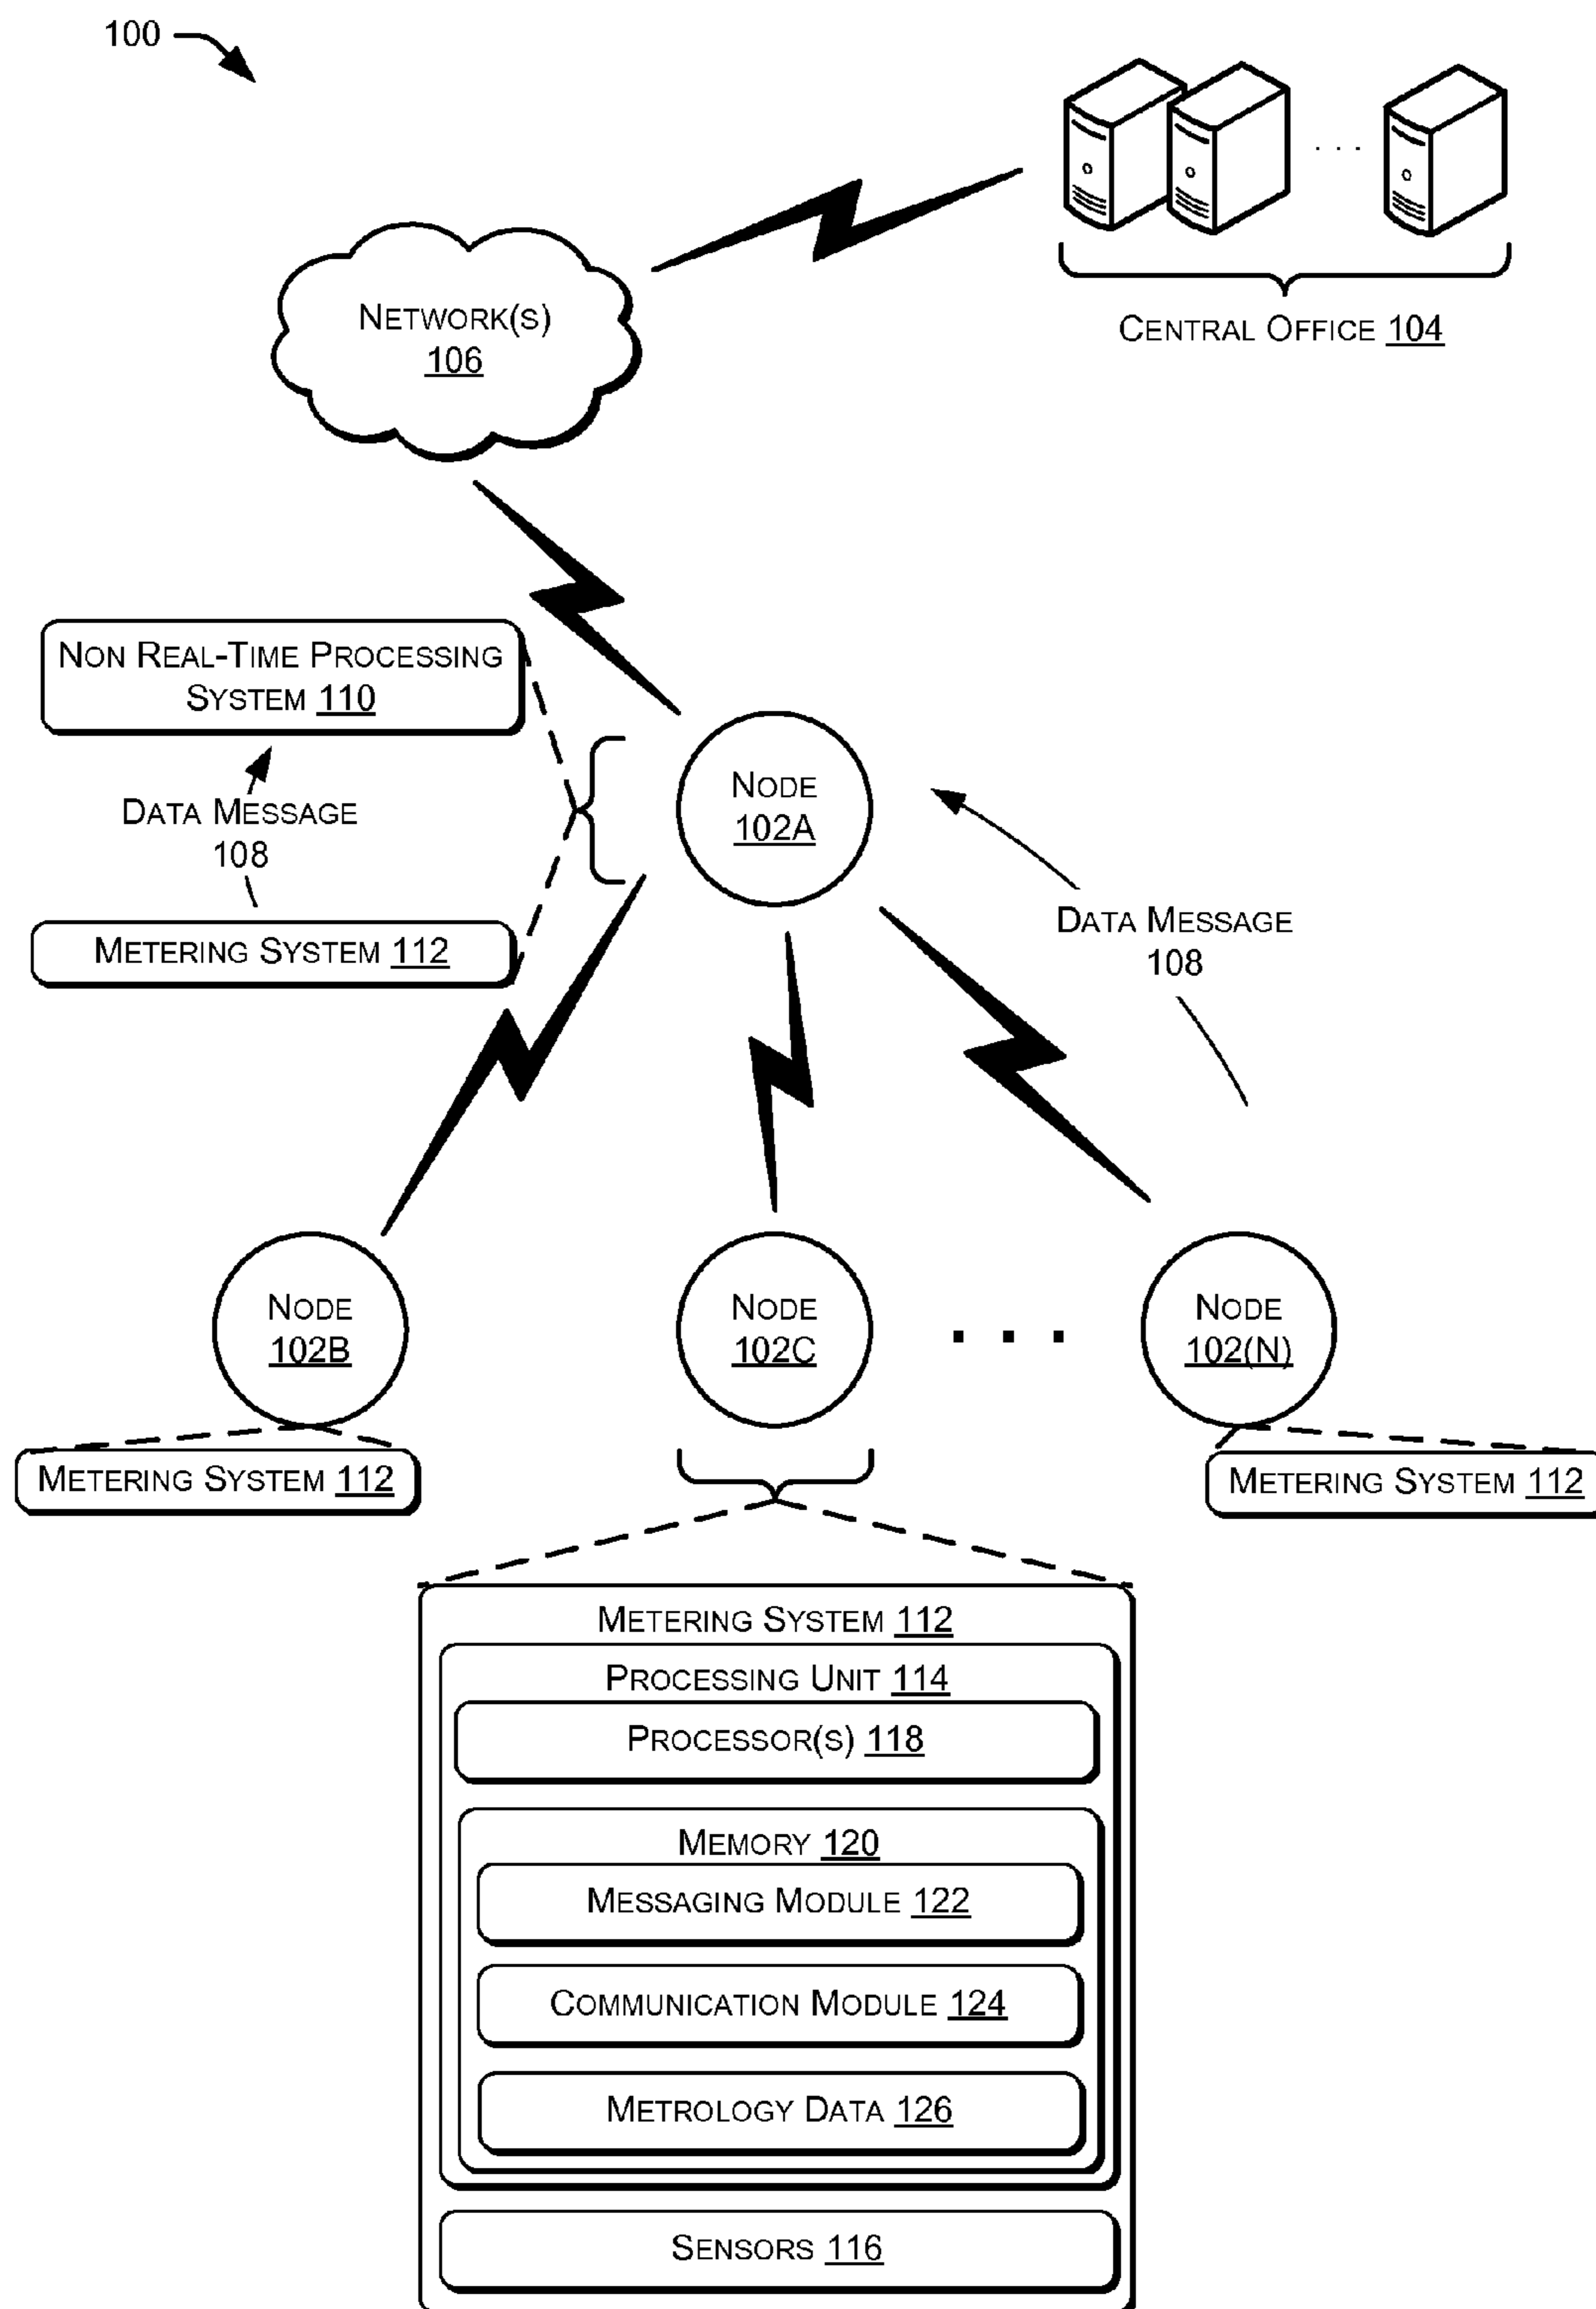 100
NETWORK(S)
106
CENTRAL OFFICE 104
NON REAL-TIME PROCESSING
SYSTEM 110
DATA MESSAGE
108
METERING SYSTEM 112
NODE
102A
DATA MESSAGE
108
NODE
102B
NODE
102C
NODE
102(N)
METERING SYSTEM 112
METERING SYSTEM 112
METERING SYSTEM 112
PROCESSING UNIT 114
PROCESSOR(S) 118
MEMORY 120
MESSAGING MODULE 122
COMMUNICATION MODULE 124
METROLOGY DATA 126
SENSORS 116